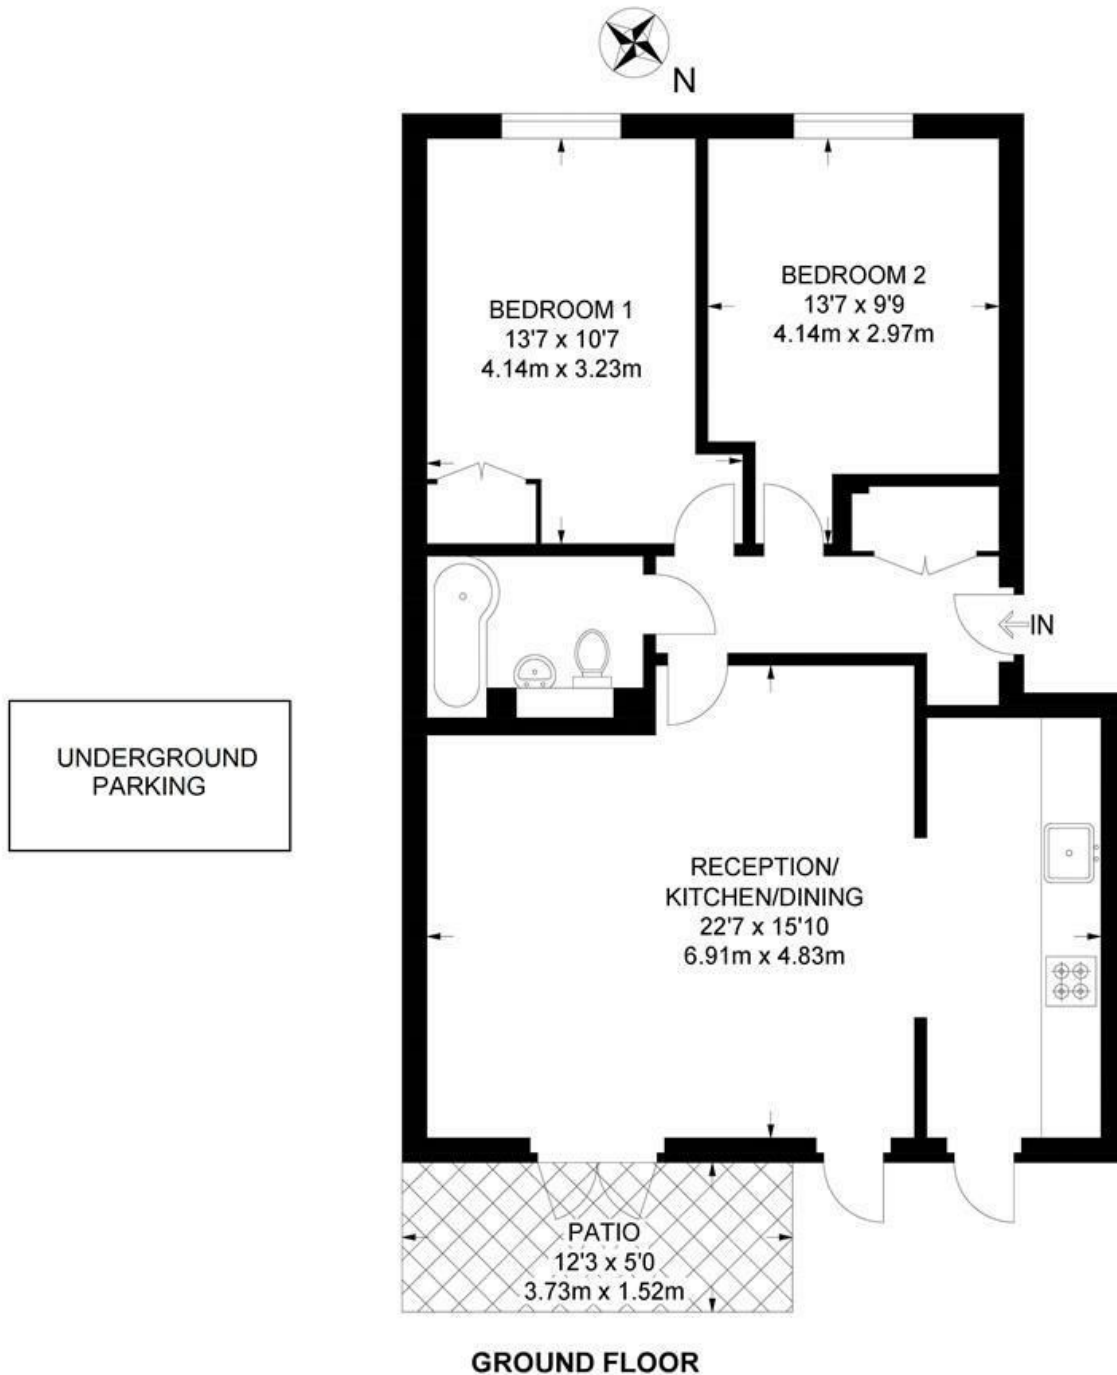 N
BEDROOM 1
13'7 x 10'7
4.14m x 3.23m
BEDROOM 2
13'7 x 9'9
4.14m x 2.97m
IN
UNDERGROUND
PARKING
RECEPTION/
KITCHEN/DINING
22'7 x 15'10
6.91m x 4.83m
PATIO
12'3 x 5'0
3.73m x 1.52m
GROUND FLOOR